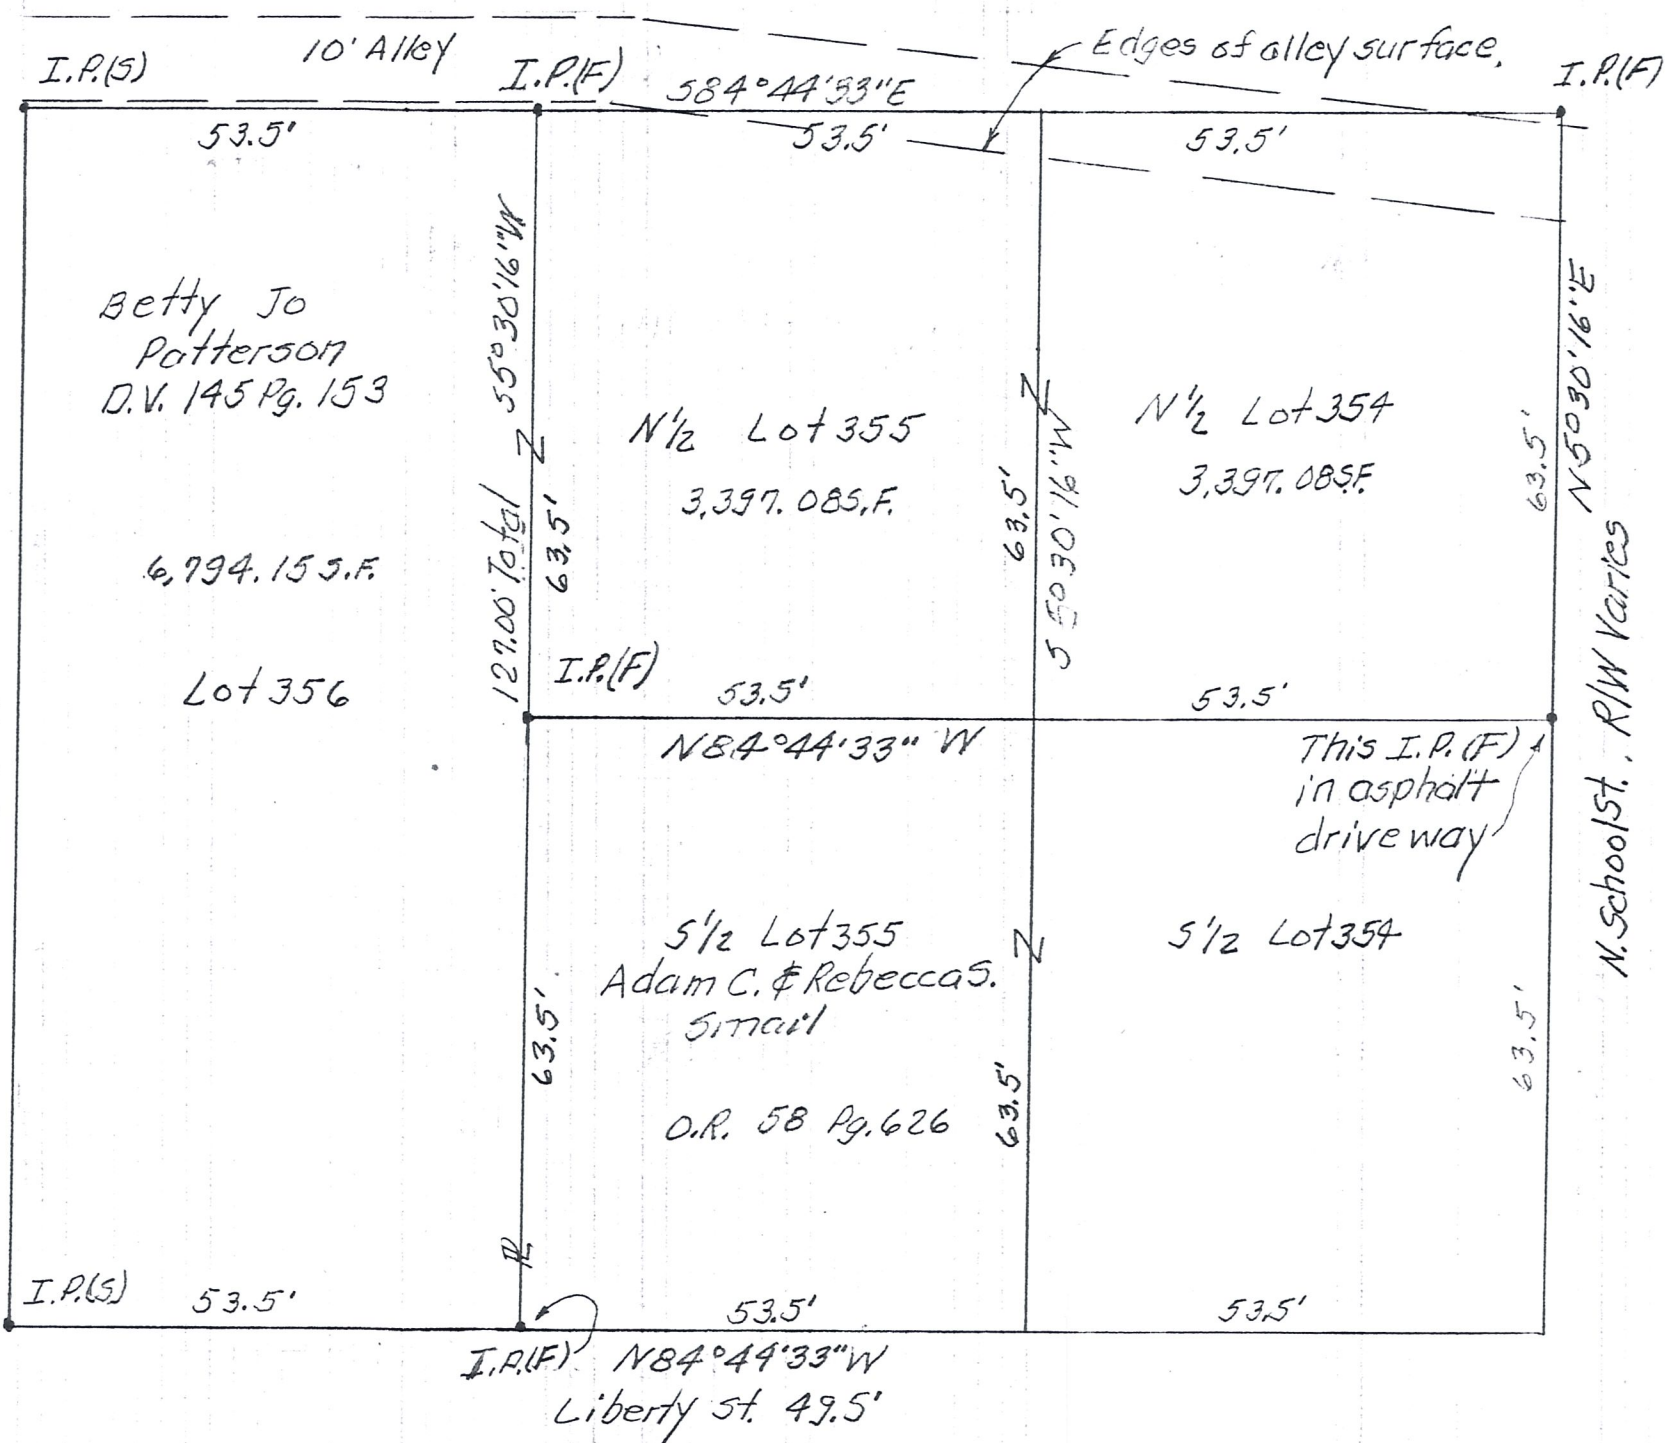 10' Alley
Edges of alley surface.
I.P.(S)
I.P.(F)
S84°44'33"E
I.P.(F)
53.5'
53.5'
53.5'
Betty Jo
Patterson
D.V. 145 Pg. 153
6,794.15 S.F.
Lot 356
127.00' Total
S5°30'16"W
63.5'
N½ Lot 355
3,397.08 S.F.
63.5'
S 5°30'16"W
N½ Lot 354
3,397.08 S.F.
63.5'
N5°30'16"E
N. School St., R/W Varies
I.P.(F)
53.5'
53.5'
N84°44'33" W
This I.P.(F)
in asphalt
driveway
63.5'
S½ Lot 355
Adam C. & Rebecca S.
Smail
O.R. 58 Pg. 626
63.5'
S½ Lot 354
63.5'
I.P.(S)
53.5'
53.5'
53.5'
I.P.(F)
N84°44'33"W
Liberty St. 49.5'